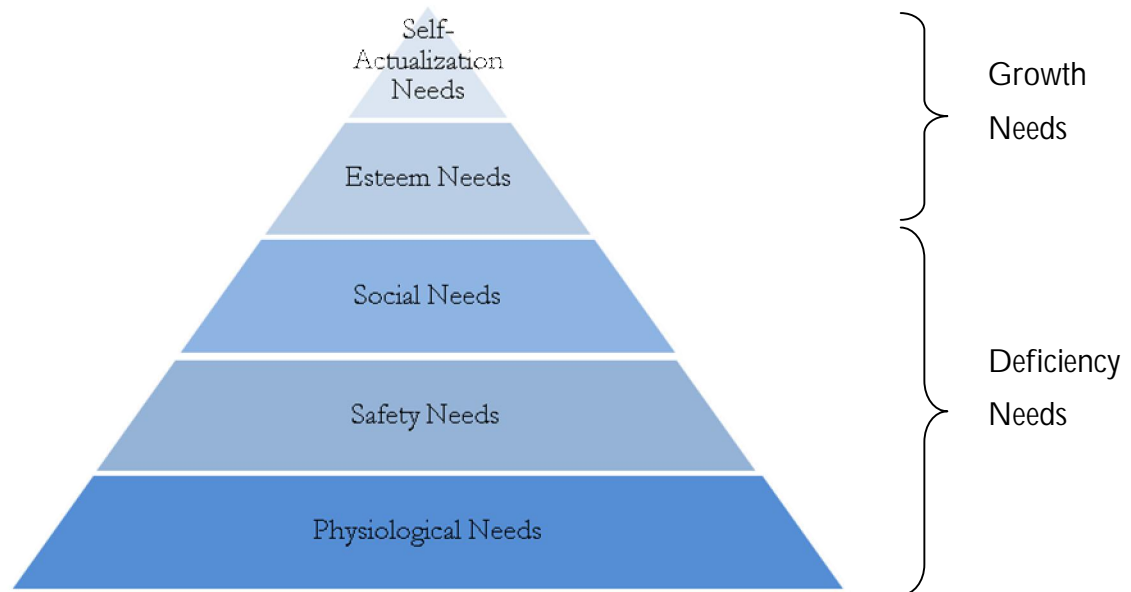 Self-
Actualization
Needs
Growth
Needs
Esteem Needs
Social Needs
Deficiency
Needs
Safety Needs
Physiological Needs